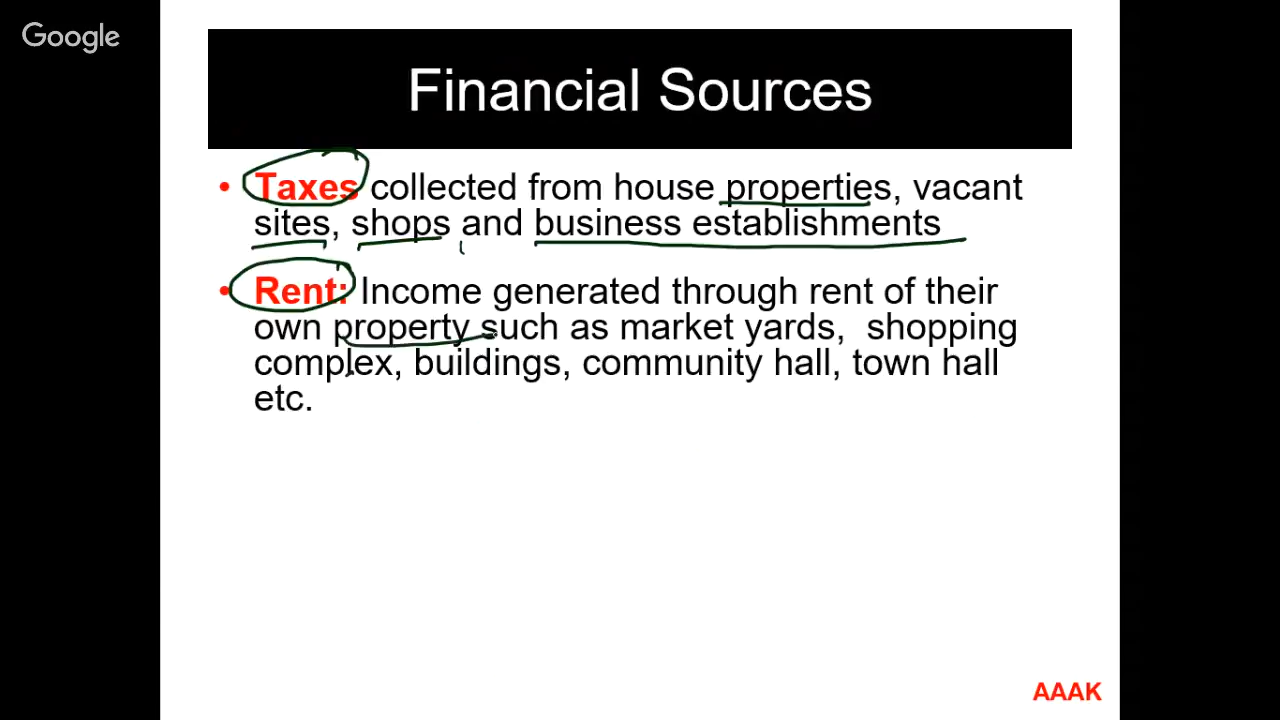 Google
Financial Sources
• Taxes collected from house properties, vacant
sites, shops and business establishments
• Rent: Income generated through rent of their
own property such as market yards, shopping
complex, buildings, community hall, town hall
etc.
AAAK